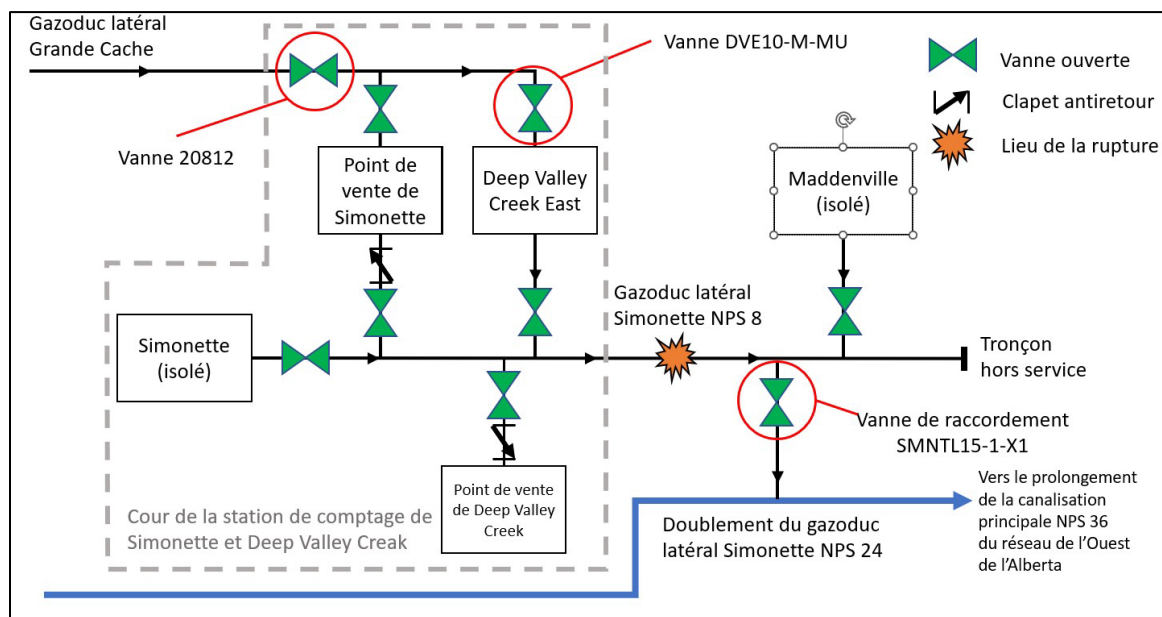 Gazoduc latéral
Grande Cache
Vanne DVE10-M-MU
Vanne ouverte
Clapet antiretour
Lieu de la rupture
Vanne 20812
Point de
vente de
Simonette
Deep Valley
Creek East
Maddenville
(isolé)
Gazoduc latéral
Simonette NPS 8
Simonette
(isolé)
Tronçon
hors service
Vanne de raccordement
SMNTL15-1-X1
Point de vente
de Deep Valley
Creek
Cour de la station de comptage de
Simonette et Deep Valley Creak
Doublement du gazoduc
latéral Simonette NPS 24
Vers le prolongement
de la canalisation
principale NPS 36
du réseau de l'Ouest
de l'Alberta